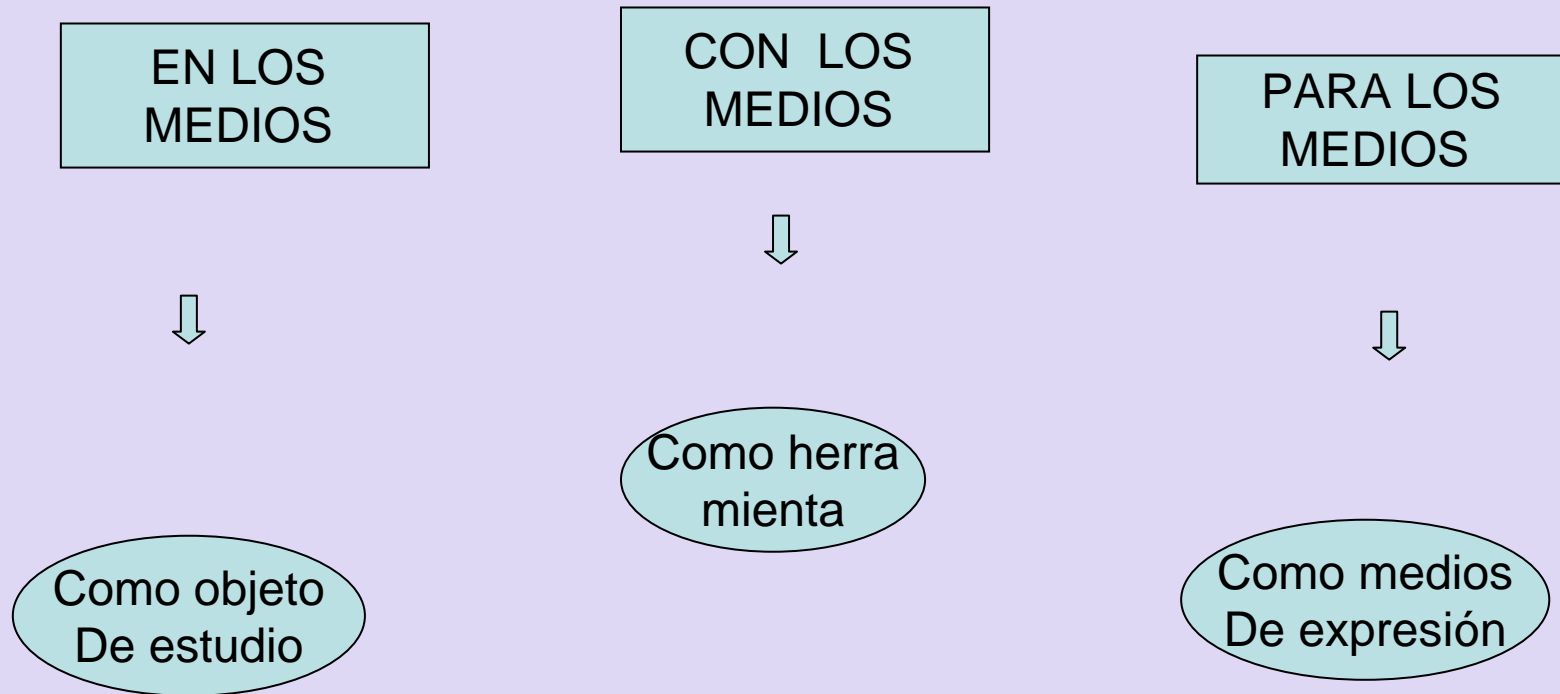 EN LOS
MEDIOS
CON LOS
MEDIOS
PARA LOS
MEDIOS
Como objeto
De estudio
Como herra
mienta
Como medios
De expresión